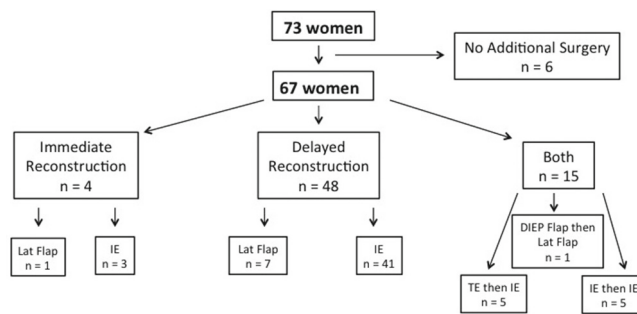 73 women
No Additional Surgery
n = 6
67 women
Immediate
Reconstruction
n = 4
Delayed
Reconstruction
n = 48
Both
n = 15
Lat Flap
n = 1
IE
n = 3
Lat Flap
n = 7
IE
n = 41
DIEP Flap then
Lat Flap
n = 1
TE then IE
n = 5
IE then IE
n = 5